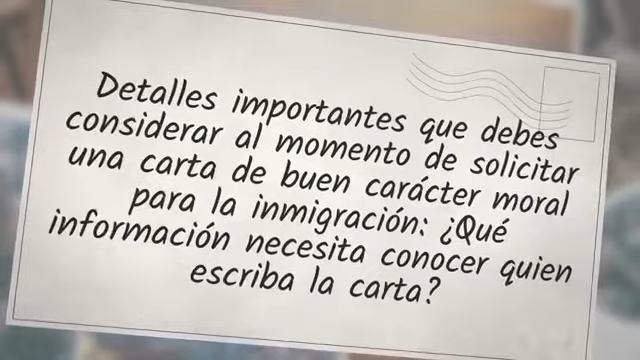 Detalles importantes que debes
considerar al momento de solicitar
una carta de buen carácter moral
para la inmigración: ¿Qué
información necesita conocer quien
escriba la carta?